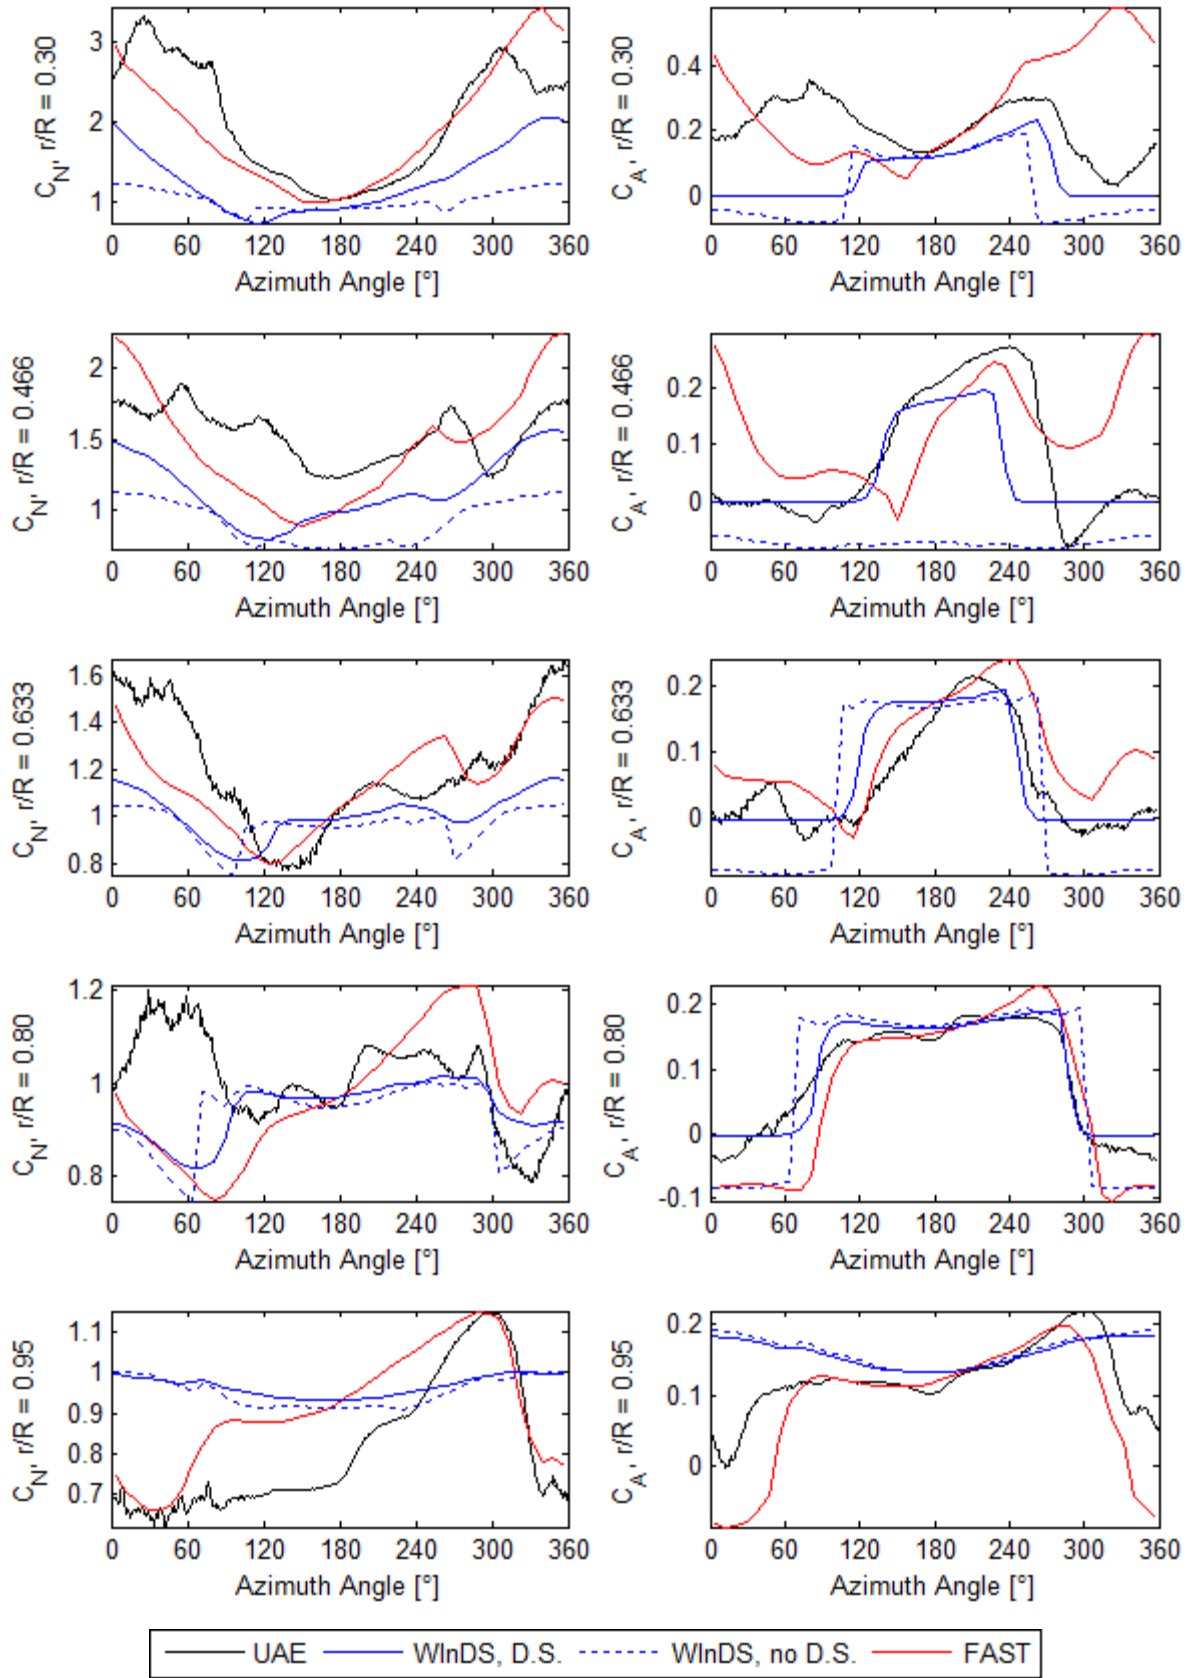 C_N, r/R = 0.30
3
2
1
0 60 120 180 240 300 360
Azimuth Angle [°]
C_A, r/R = 0.30
0.4
0.2
0
0 60 120 180 240 300 360
Azimuth Angle [°]
C_N, r/R = 0.466
2
1.5
1
0 60 120 180 240 300 360
Azimuth Angle [°]
C_A, r/R = 0.466
0.2
0.1
0
0 60 120 180 240 300 360
Azimuth Angle [°]
C_N, r/R = 0.633
1.6
1.4
1.2
1
0.8
0 60 120 180 240 300 360
Azimuth Angle [°]
C_A, r/R = 0.633
0.2
0.1
0
0 60 120 180 240 300 360
Azimuth Angle [°]
C_N, r/R = 0.80
1.2
1
0.8
0 60 120 180 240 300 360
Azimuth Angle [°]
C_A, r/R = 0.80
0.2
0.1
0
-0.1
0 60 120 180 240 300 360
Azimuth Angle [°]
C_N, r/R = 0.95
1.1
1
0.9
0.8
0.7
0 60 120 180 240 300 360
Azimuth Angle [°]
C_A, r/R = 0.95
0.2
0.1
0
0 60 120 180 240 300 360
Azimuth Angle [°]
UAE WInDS, D.S. WInDS, no D.S. FAST